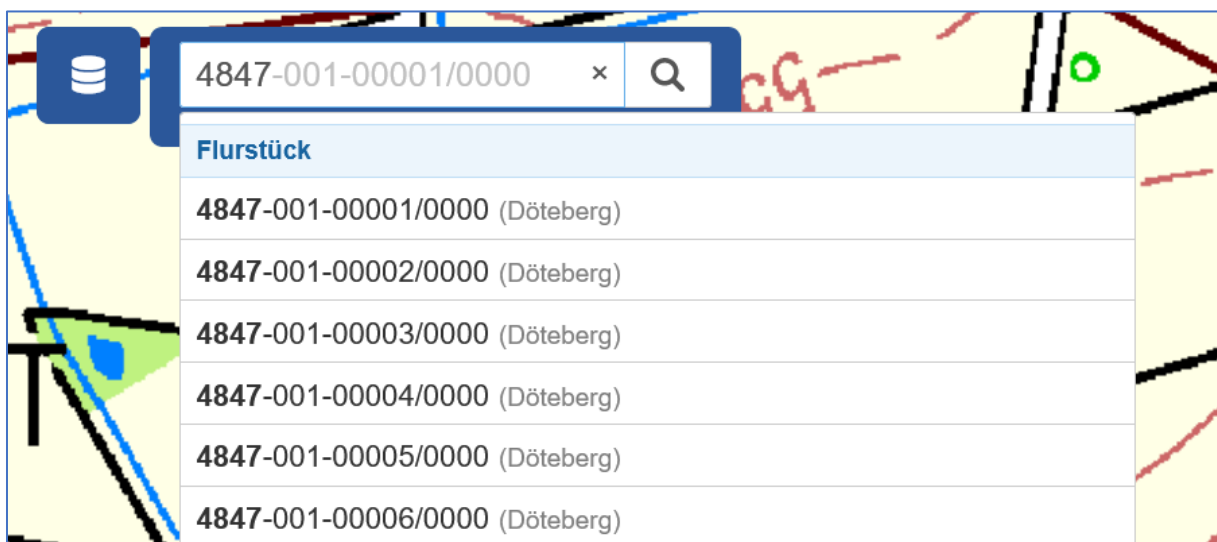 4847-001-00001/0000 ×
Flurstück
4847-001-00001/0000 (Döteberg)
4847-001-00002/0000 (Döteberg)
4847-001-00003/0000 (Döteberg)
4847-001-00004/0000 (Döteberg)
4847-001-00005/0000 (Döteberg)
4847-001-00006/0000 (Döteberg)